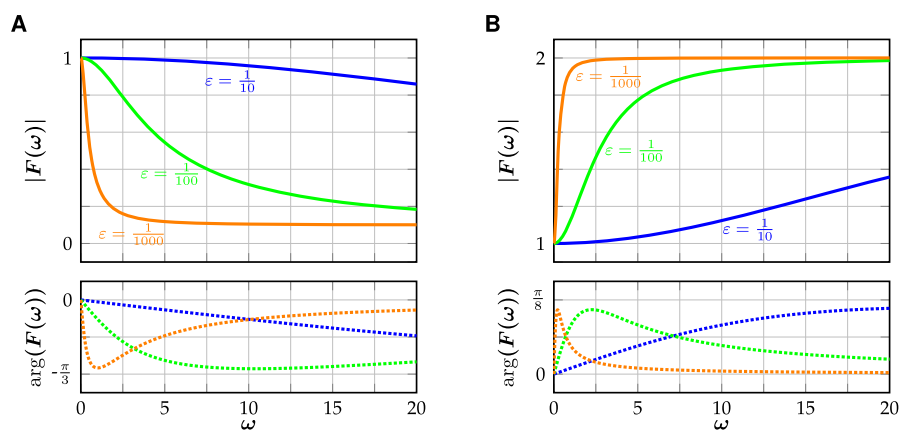 A
1
0
|F(ω)|
ε = 1/10
ε = 1/100
ε = 1/1000
0
-π/3
arg(F(ω))
0 5 10 15 20
ω
B
2
1
|F(ω)|
ε = 1/1000
ε = 1/100
ε = 1/10
π/8
0
arg(F(ω))
0 5 10 15 20
ω